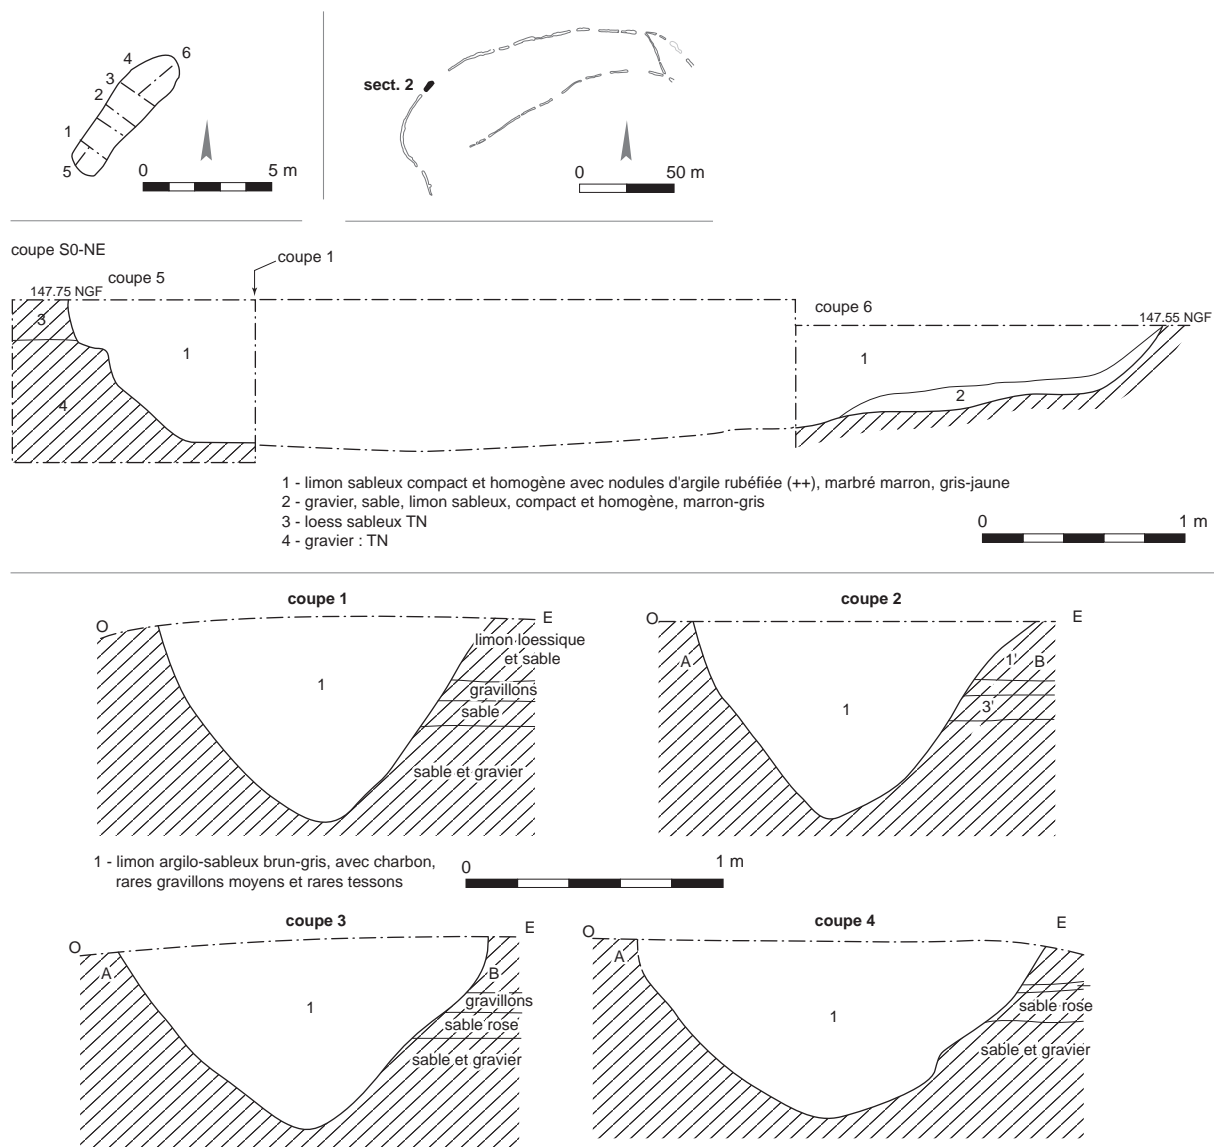 6
4
3
2
1
5
0 5 m
sect. 2
0 50 m
coupe S0-NE
coupe 5
coupe 1
147.75 NGF
coupe 6
147.55 NGF
3
1
1
4
2
1 - limon sableux compact et homogène avec nodules d'argile rubéfiée (++), marbré marron, gris-jaune
2 - gravier, sable, limon sableux, compact et homogène, marron-gris
3 - loess sableux TN
4 - gravier : TN
0 1 m
coupe 1
O
E
limon loessique
et sable
1
gravillons
sable
sable et gravier
coupe 2
O
E
A
1'
B
1
3'
1 - limon argilo-sableux brun-gris, avec charbon,
rares gravillons moyens et rares tessons
0 1 m
coupe 3
O
E
A
B
1
gravillons
sable rose
sable et gravier
coupe 4
O
E
A
1
sable rose
sable et gravier